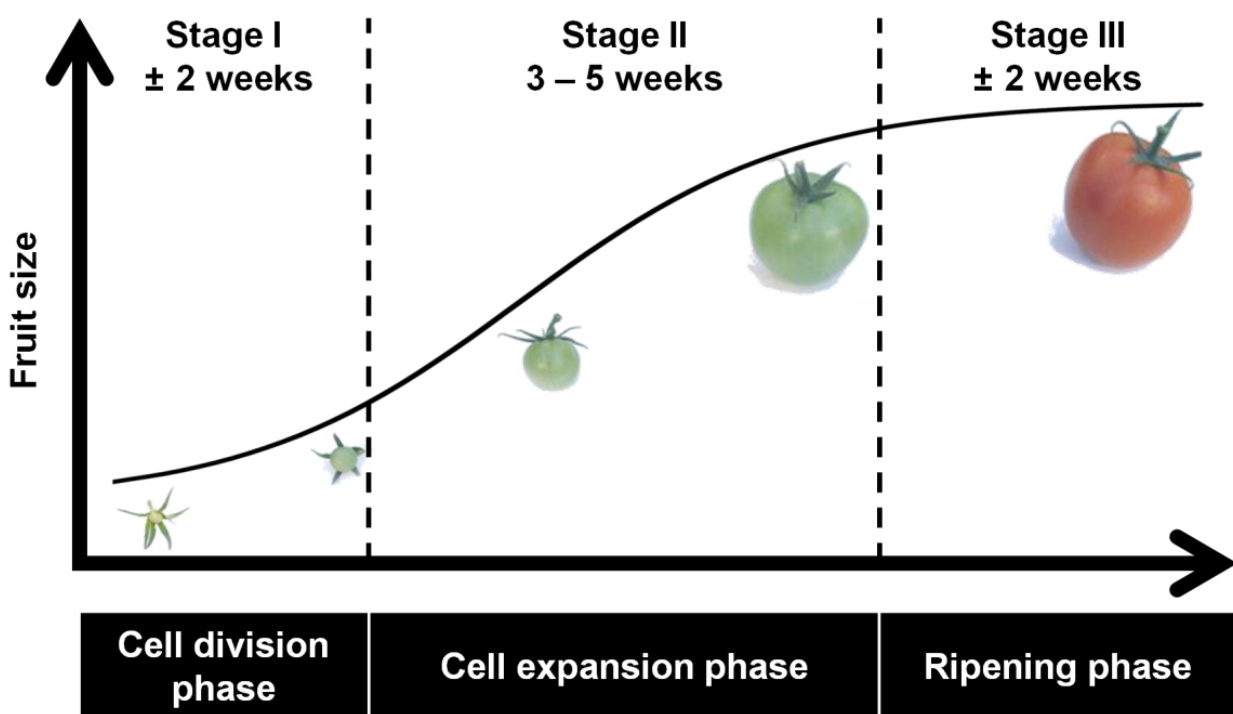 Stage I
± 2 weeks
Stage II
3 – 5 weeks
Stage III
± 2 weeks
Fruit size
Cell division
phase
Cell expansion phase
Ripening phase